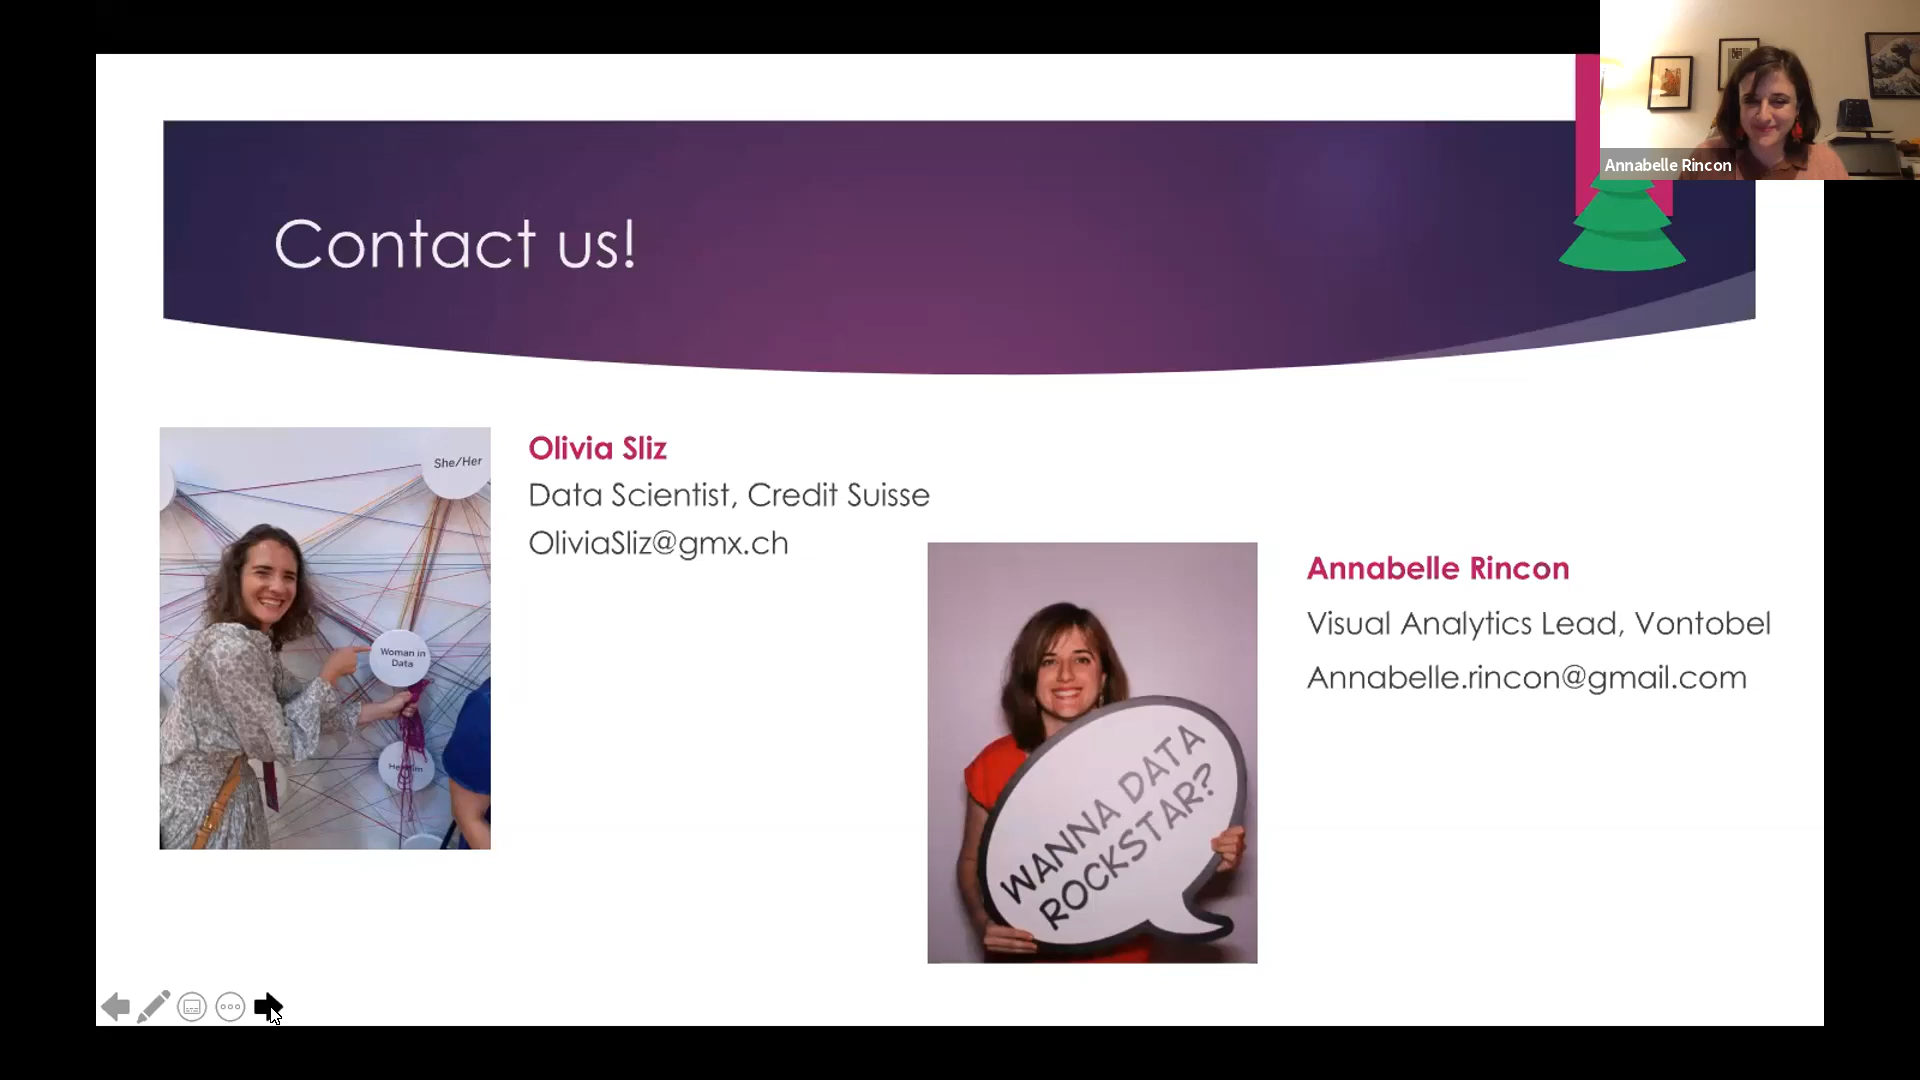 Annabelle Rincon
Contact us!
Olivia Sliz
Data Scientist, Credit Suisse
OliviaSliz@gmx.ch
She/Her
Woman in
Data
Annabelle Rincon
Visual Analytics Lead, Vontobel
Annabelle.rincon@gmail.com
WANNA DATA
ROCKSTAR?